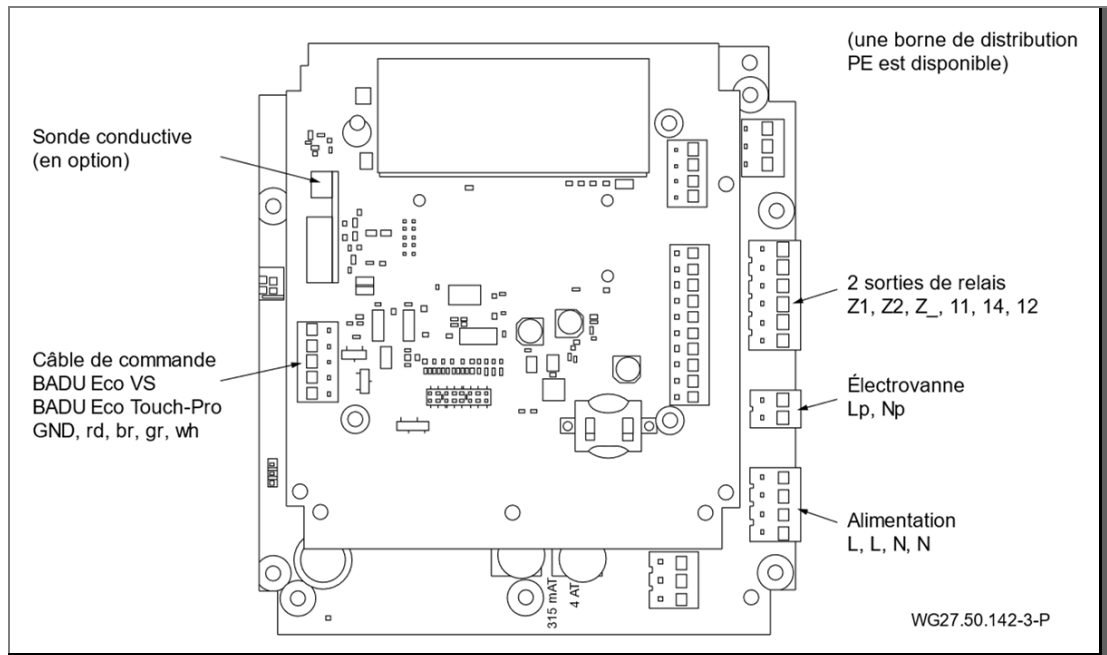 (une borne de distribution
PE est disponible)
Sonde conductive
(en option)
2 sorties de relais
Z1, Z2, Z_, 11, 14, 12
Câble de commande
BADU Eco VS
BADU Eco Touch-Pro
GND, rd, br, gr, wh
Électrovanne
Lp, Np
Alimentation
L, L, N, N
315 mAT
4 AT
WG27.50.142-3-P